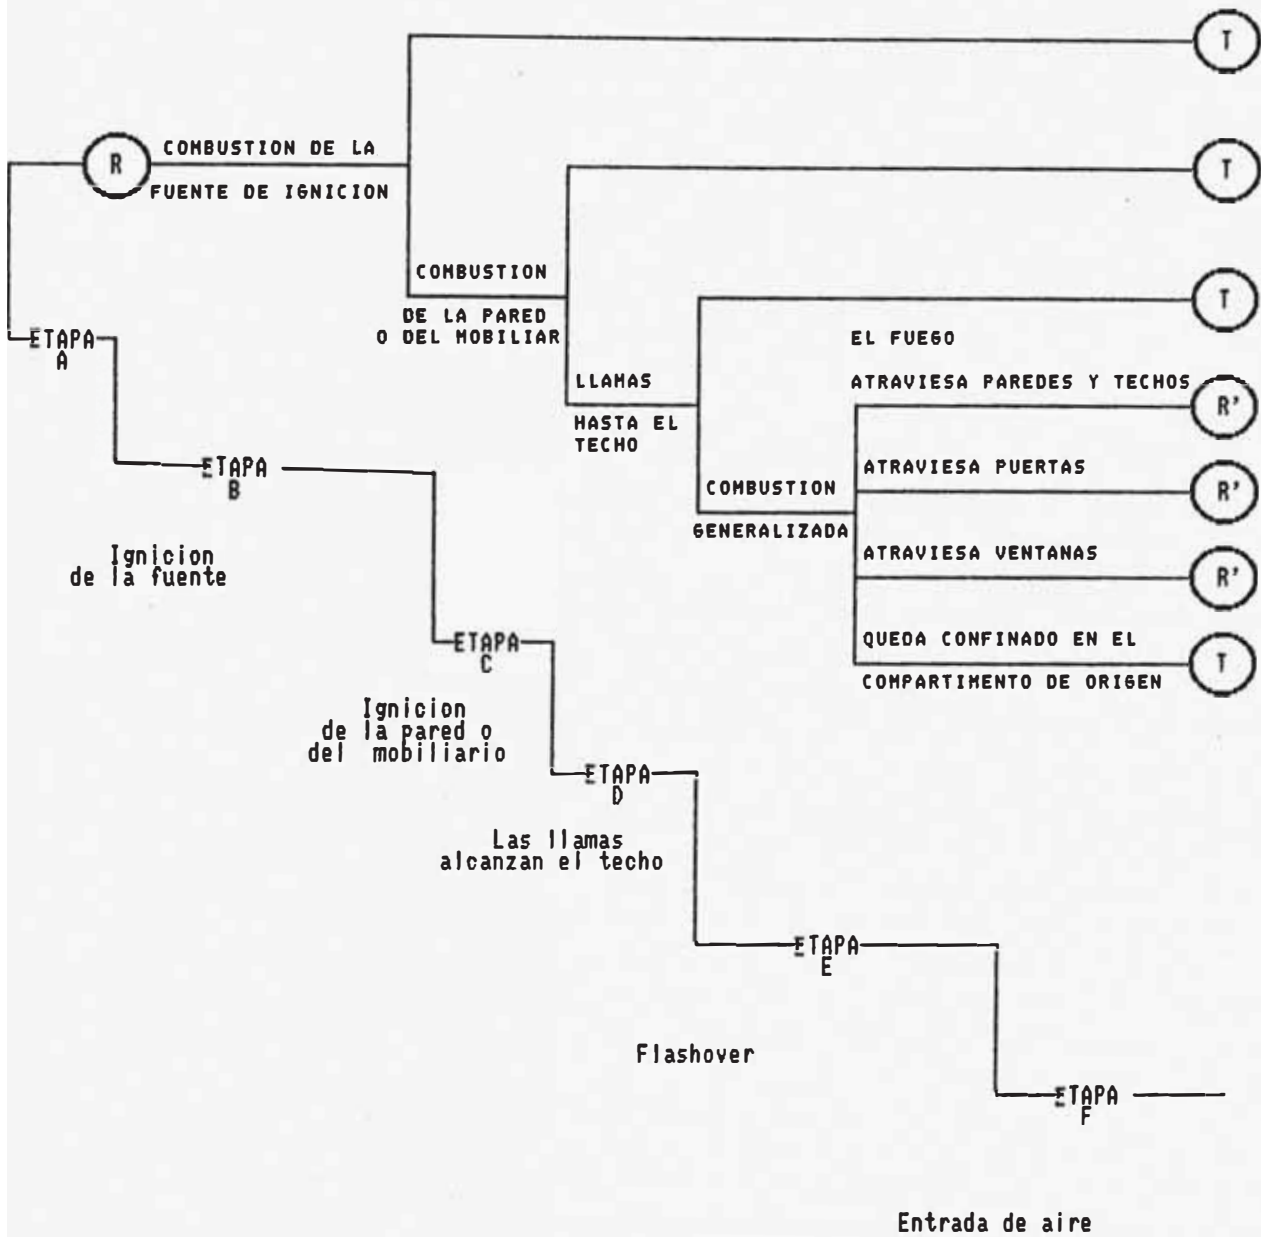 T
R
COMBUSTION DE LA
FUENTE DE IGNICION
T
COMBUSTION
DE LA PARED
O DEL MOBILIAR
T
EL FUEGO
ATRAVIESA PAREDES Y TECHOS
R'
LLAMAS
HASTA EL
TECHO
ATRAVIESA PUERTAS
R'
COMBUSTION
GENERALIZADA
ATRAVIESA VENTANAS
R'
QUEDA CONFINADO EN EL
COMPARTIMENTO DE ORIGEN
T
ETAPA
A
ETAPA
B
Ignicion
de la fuente
ETAPA
C
Ignicion
de la pared o
del mobiliario
ETAPA
D
Las llamas
alcanzan el techo
ETAPA
E
Flashover
ETAPA
F
Entrada de aire